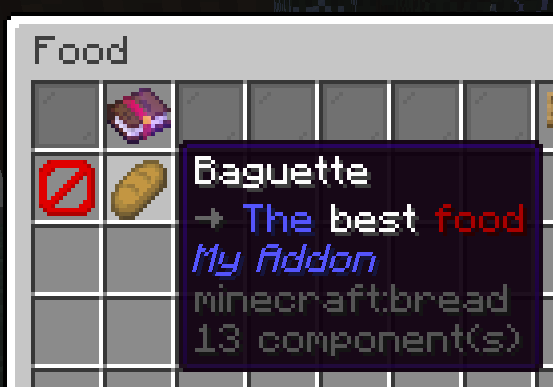 Food
Baguette
→ The best food
My Addon
minecraft:bread
13 component(s)